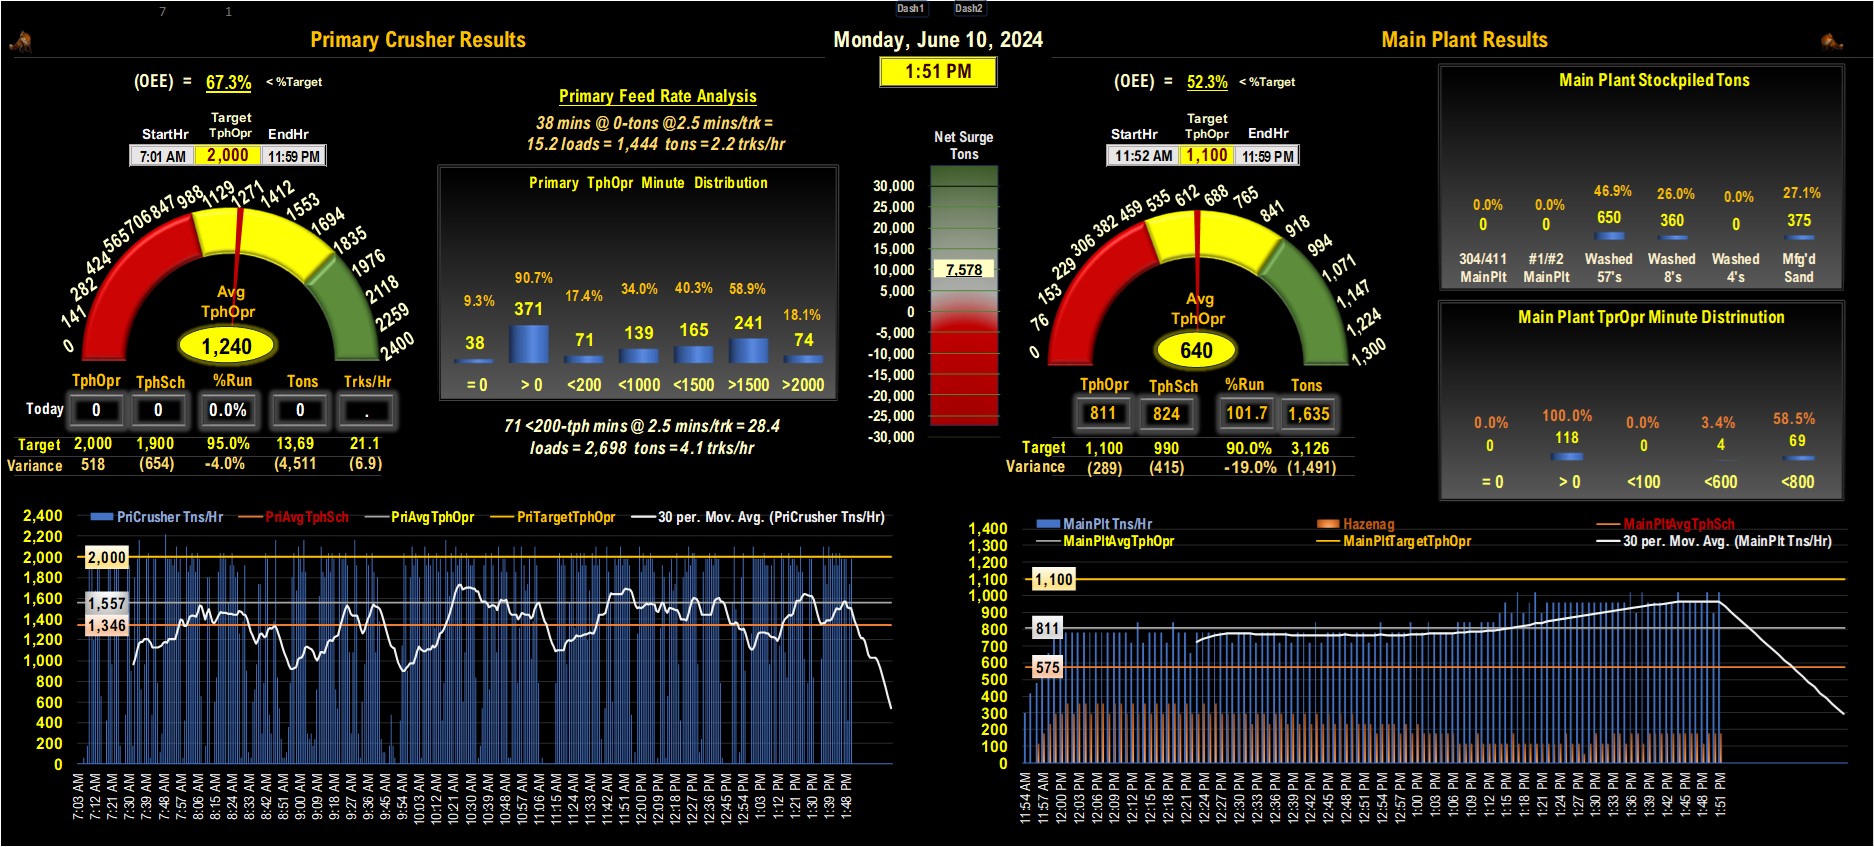 7 1
Dash1 Dash2
Primary Crusher Results
Monday, June 10, 2024
Main Plant Results
1:51 PM
(OEE) = 67.3% < %Target
Target
StartHr TphOpr EndHr
7:01 AM 2,000 11:59 PM
0 141 282 424 565 706 847 988 1129 1271 1412 1553 1694 1835 1976 2118 2259 2400
Avg
TphOpr
1,240
TphOpr TphSch %Run Tons Trks/Hr
Today 0 0 0.0% 0 .
Target 2,000 1,900 95.0% 13,69 21.1
Variance 518 (654) -4.0% (4,511 (6.9)
Primary Feed Rate Analysis
38 mins @ 0-tons @2.5 mins/trk =
15.2 loads = 1,444 tons = 2.2 trks/hr
Primary TphOpr Minute Distribution
9.3% 90.7% 17.4% 34.0% 40.3% 58.9% 18.1%
38 371 71 139 165 241 74
= 0 > 0 <200 <1000 <1500 >1500 >2000
71 <200-tph mins @ 2.5 mins/trk = 28.4
loads = 2,698 tons = 4.1 trks/hr
Net Surge
Tons
30,000
25,000
20,000
15,000
10,000
7,578
5,000
0
-5,000
-10,000
-15,000
-20,000
-25,000
-30,000
(OEE) = 52.3% < %Target
Target
StartHr TphOpr EndHr
11:52 AM 1,100 11:59 PM
0 76 153 229 306 382 459 535 612 688 765 841 918 994 1,071 1,147 1,224 1,300
Avg
TphOpr
640
TphOpr TphSch %Run Tons
811 824 101.7 1,635
Target 1,100 990 90.0% 3,126
Variance (289) (415) -19.0% (1,491)
Main Plant Stockpiled Tons
0.0% 0.0% 46.9% 26.0% 0.0% 27.1%
0 0 650 360 0 375
304/411 #1/#2 Washed Washed Washed Mfg'd
MainPlt MainPlt 57's 8's 4's Sand
Main Plant TprOpr Minute Distrinution
0.0% 100.0% 0.0% 3.4% 58.5%
0 118 0 4 69
= 0 > 0 <100 <600 <800
PriCrusher Tns/Hr PriAvgTphSch PriAvgTphOpr PriTargetTphOpr 30 per. Mov. Avg. (PriCrusher Tns/Hr)
2,400
2,200
2,000
1,800
1,600
1,400
1,200
1,000
800
600
400
200
0
2,000
1,557
1,346
7:03 AM 7:12 AM 7:21 AM 7:30 AM 7:39 AM 7:48 AM 7:57 AM 8:06 AM 8:15 AM 8:24 AM 8:33 AM 8:42 AM 8:51 AM 9:00 AM 9:09 AM 9:18 AM 9:27 AM 9:36 AM 9:45 AM 9:54 AM 10:03 AM 10:12 AM 10:21 AM 10:30 AM 10:39 AM 10:48 AM 10:57 AM 11:06 AM 11:15 AM 11:24 AM 11:33 AM 11:42 AM 11:51 AM 12:00 PM 12:09 PM 12:18 PM 12:27 PM 12:36 PM 12:45 PM 12:54 PM 1:03 PM 1:12 PM 1:21 PM 1:30 PM 1:39 PM 1:48 PM
MainPlt Tns/Hr Hazenag MainPltAvgTphSch
MainPltAvgTphOpr MainPltTargetTphOpr 30 per. Mov. Avg. (MainPlt Tns/Hr)
1,400
1,300
1,200
1,100
1,000
900
800
700
600
500
400
300
200
100
0
1,100
811
575
11:54 AM 11:57 AM 12:00 PM 12:03 PM 12:06 PM 12:09 PM 12:12 PM 12:15 PM 12:18 PM 12:21 PM 12:24 PM 12:27 PM 12:30 PM 12:33 PM 12:36 PM 12:39 PM 12:42 PM 12:45 PM 12:48 PM 12:51 PM 12:54 PM 12:57 PM 1:00 PM 1:03 PM 1:06 PM 1:09 PM 1:12 PM 1:15 PM 1:18 PM 1:21 PM 1:24 PM 1:27 PM 1:30 PM 1:33 PM 1:36 PM 1:39 PM 1:42 PM 1:45 PM 1:48 PM 1:51 PM